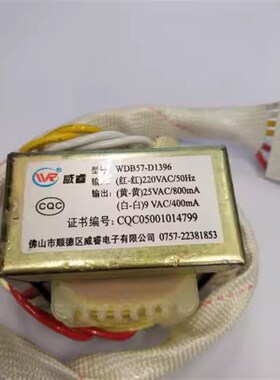 WR 威睿
型号: WDB57-D1396
输入: (红-红)220VAC/50Hz
输出: (黄-黄)25VAC/800mA
(白-白)9 VAC/400mA
CQC
证书编号: CQC05001014799
佛山市顺德区威睿电子有限公司 0757-22381853